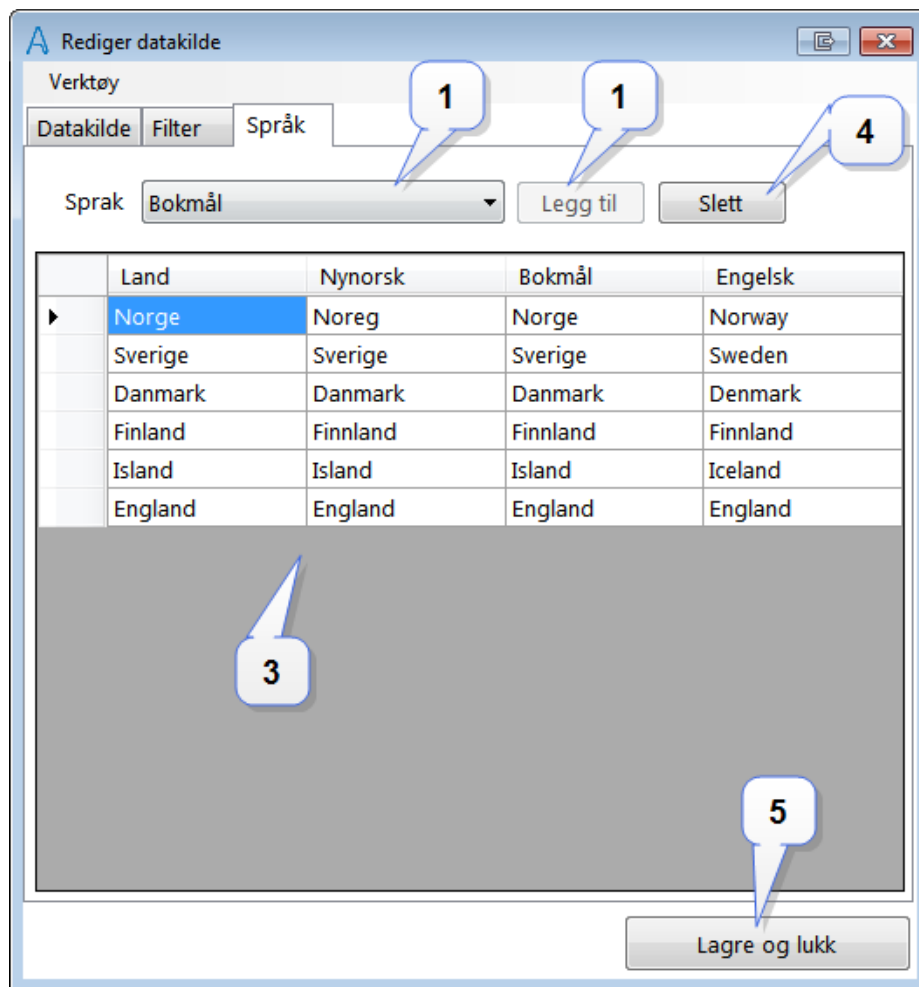 Rediger datakilde
Verktøy
1 1
Datakilde Filter Språk
4
Sprak Bokmål Legg til Slett
Land Nynorsk Bokmål Engelsk
Norge Noreg Norge Norway
Sverige Sverige Sverige Sweden
Danmark Danmark Danmark Denmark
Finland Finnland Finnland Finnland
Island Island Island Iceland
England England England England
3
5
Lagre og lukk